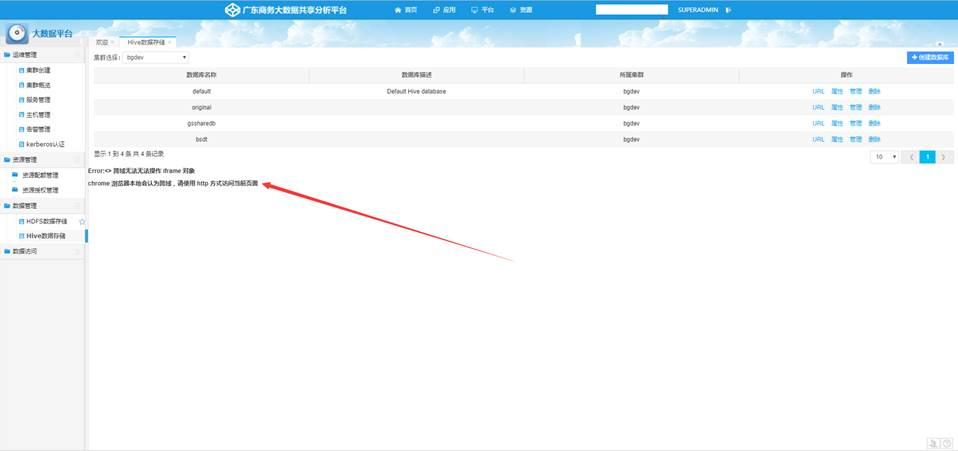 广东商务大数据共享分析平台
首页 应用 平台 资源 SUPERADMIN
大数据平台
欢迎 × Hive数据存储 ×
运维管理
集群创建
集群概览
服务管理
主机管理
告警管理
kerberos认证
资源管理
资源配额管理
资源授权管理
数据管理
HDFS数据存储
Hive数据存储
数据访问
集群选择: bgdev
创建数据库
数据库名称 数据库描述 所属集群 操作
default Default Hive database bgdev URL 属性 管理 删除
original bgdev URL 属性 管理 删除
gssharedb bgdev URL 属性 管理 删除
bsdt bgdev URL 属性 管理 删除
显示 1 到 4 条 共 4 条记录
10 1
Error:<> 跨域无法无法操作 iframe 对象
chrome 浏览器本地会认为跨域，请使用 http 方式访问当前页面